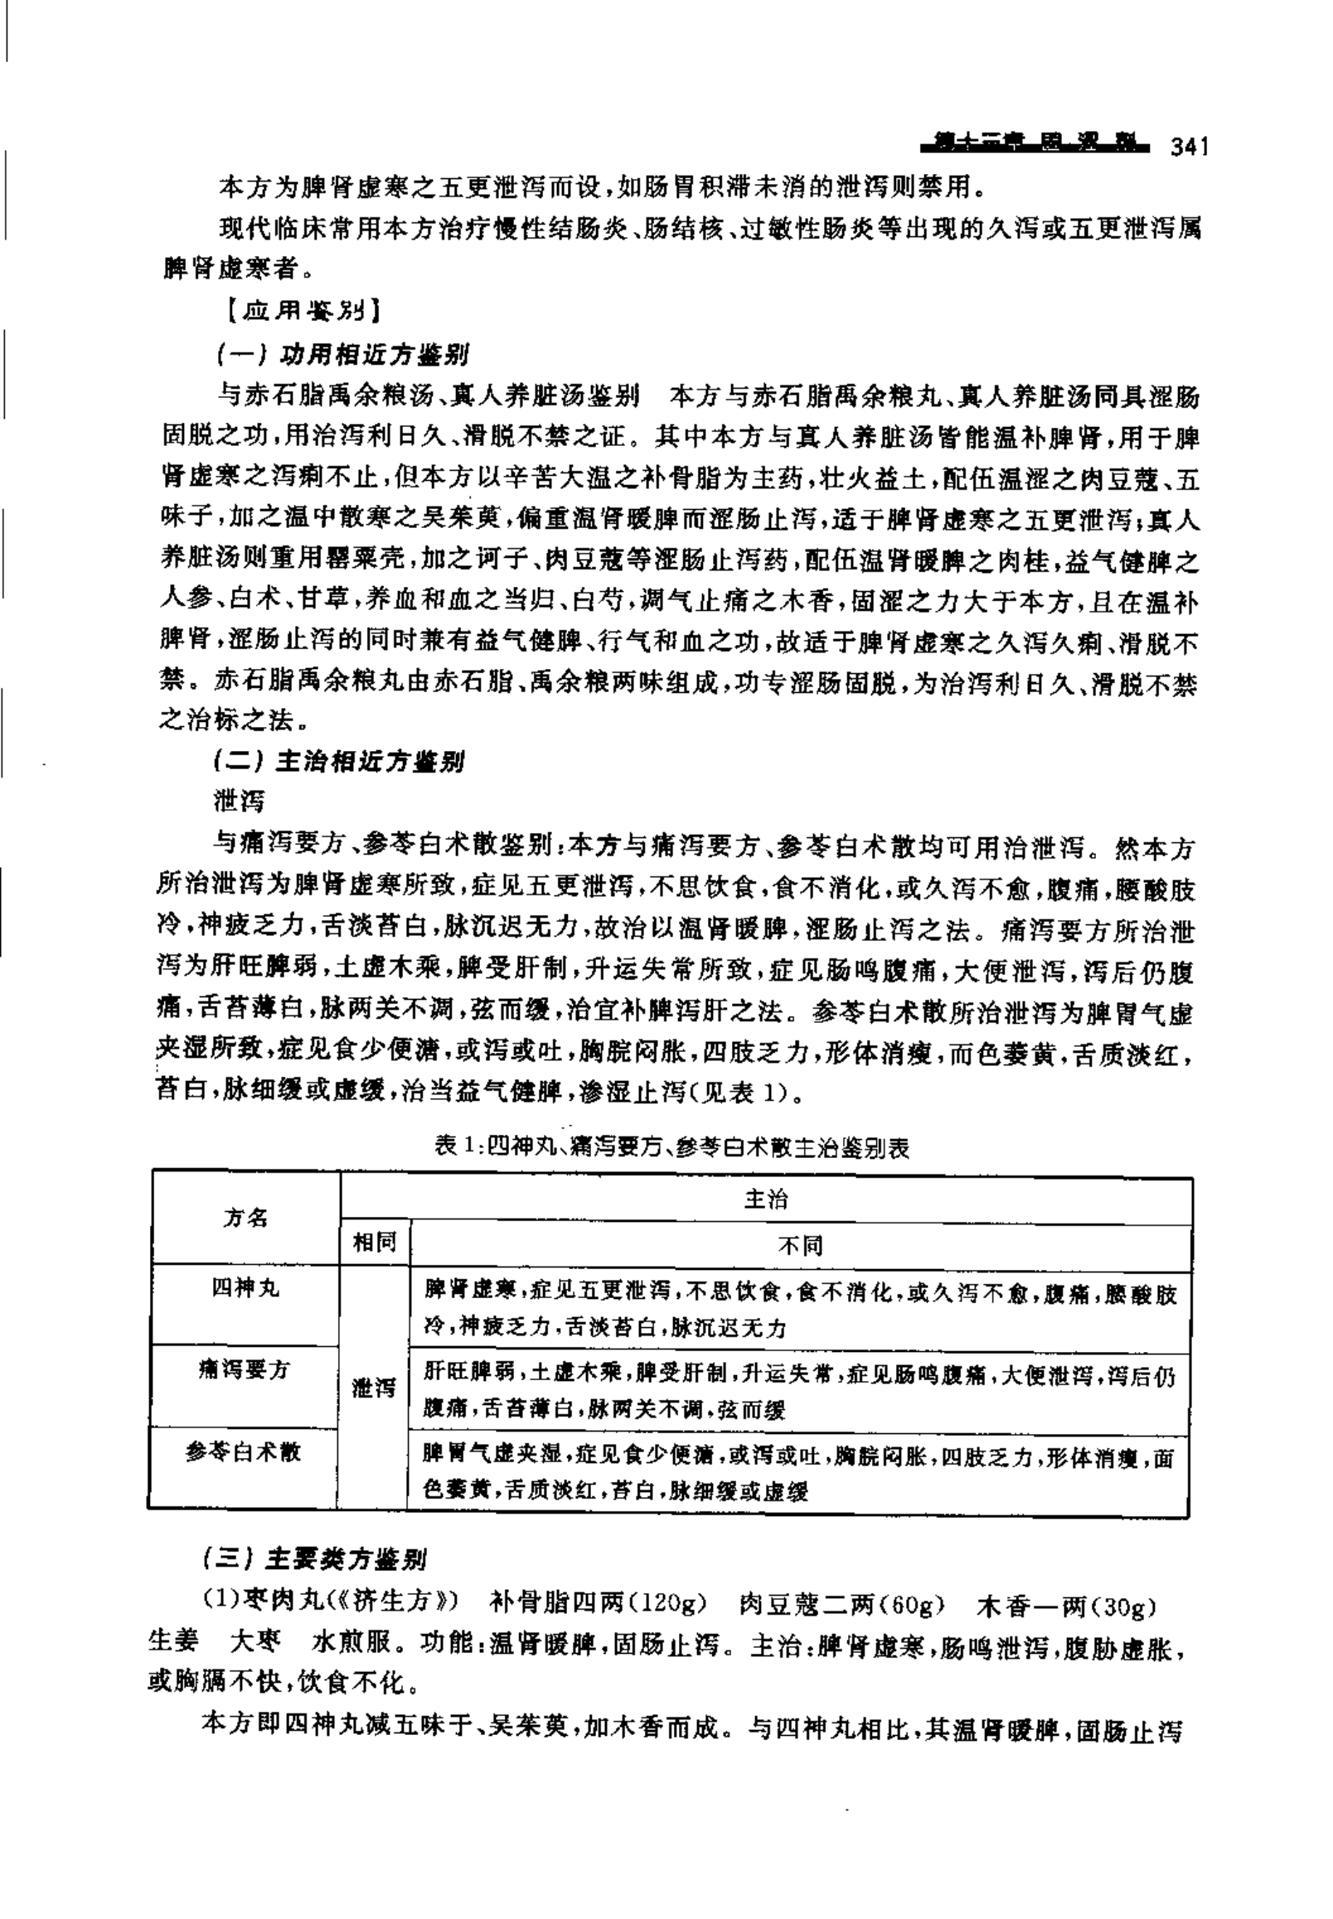 第十三章 固 涩 剂 341
本方为脾肾虚寒之五更泄泻而设,如肠胃积滞未消的泄泻则禁用。
现代临床常用本方治疗慢性结肠炎、肠结核、过敏性肠炎等出现的久泻或五更泄泻属
脾肾虚寒者。
【应用鉴别】
(一) 功用相近方鉴别
与赤石脂禹余粮汤、真人养脏汤鉴别 本方与赤石脂禹余粮丸、真人养脏汤同具涩肠
固脱之功,用治泻利日久、滑脱不禁之证。其中本方与真人养脏汤皆能温补脾肾,用于脾
肾虚寒之泻痢不止,但本方以辛苦大温之补骨脂为主药,壮火益土,配伍温涩之肉豆蔻、五
味子,加之温中散寒之吴茱萸,偏重温肾暖脾而涩肠止泻,适于脾肾虚寒之五更泄泻;真人
养脏汤则重用罂粟壳,加之诃子、肉豆蔻等涩肠止泻药,配伍温肾暖脾之肉桂,益气健脾之
人参、白术、甘草,养血和血之当归、白芍,调气止痛之木香,固涩之力大于本方,且在温补
脾肾,涩肠止泻的同时兼有益气健脾、行气和血之功,故适于脾肾虚寒之久泻久痢、滑脱不
禁。赤石脂禹余粮丸由赤石脂、禹余粮两味组成,功专涩肠固脱,为治泻利日久、滑脱不禁
之治标之法。
(二) 主治相近方鉴别
泄泻
与痛泻要方、参苓白术散鉴别:本方与痛泻要方、参苓白术散均可用治泄泻。然本方
所治泄泻为脾肾虚寒所致,症见五更泄泻,不思饮食,食不消化,或久泻不愈,腹痛,腰酸肢
冷,神疲乏力,舌淡苔白,脉沉迟无力,故治以温肾暖脾,涩肠止泻之法。痛泻要方所治泄
泻为肝旺脾弱,土虚木乘,脾受肝制,升运失常所致,症见肠鸣腹痛,大便泄泻,泻后仍腹
痛,舌苔薄白,脉两关不调,弦而缓,治宜补脾泻肝之法。参苓白术散所治泄泻为脾胃气虚
夹湿所致,症见食少便溏,或泻或吐,胸脘闷胀,四肢乏力,形体消瘦,而色萎黄,舌质淡红,
苔白,脉细缓或虚缓,治当益气健脾,渗湿止泻(见表 1)。
表 1:四神丸、痛泻要方、参苓白术散主治鉴别表
方名
主治
相同
不同
四神丸
脾肾虚寒,症见五更泄泻,不思饮食,食不消化,或久泻不愈,腹痛,腰酸肢
冷,神疲乏力,舌淡苔白,脉沉迟无力
痛泻要方
泄泻
肝旺脾弱,土虚木乘,脾受肝制,升运失常,症见肠鸣腹痛,大便泄泻,泻后仍
腹痛,舌苔薄白,脉两关不调,弦而缓
参苓白术散
脾胃气虚夹湿,症见食少便溏,或泻或吐,胸脘闷胀,四肢乏力,形体消瘦,面
色萎黄,舌质淡红,苔白,脉细缓或虚缓
(三) 主要类方鉴别
(1)枣肉丸(《济生方》) 补骨脂四两(120g) 肉豆蔻二两(60g) 木香一两(30g)
生姜 大枣 水煎服。功能:温肾暖脾,固肠止泻。主治:脾肾虚寒,肠鸣泄泻,腹胁虚胀,
或胸膈不快,饮食不化。
本方即四神丸减五味于、吴茱萸,加木香而成。与四神丸相比,其温肾暖脾,固肠止泻